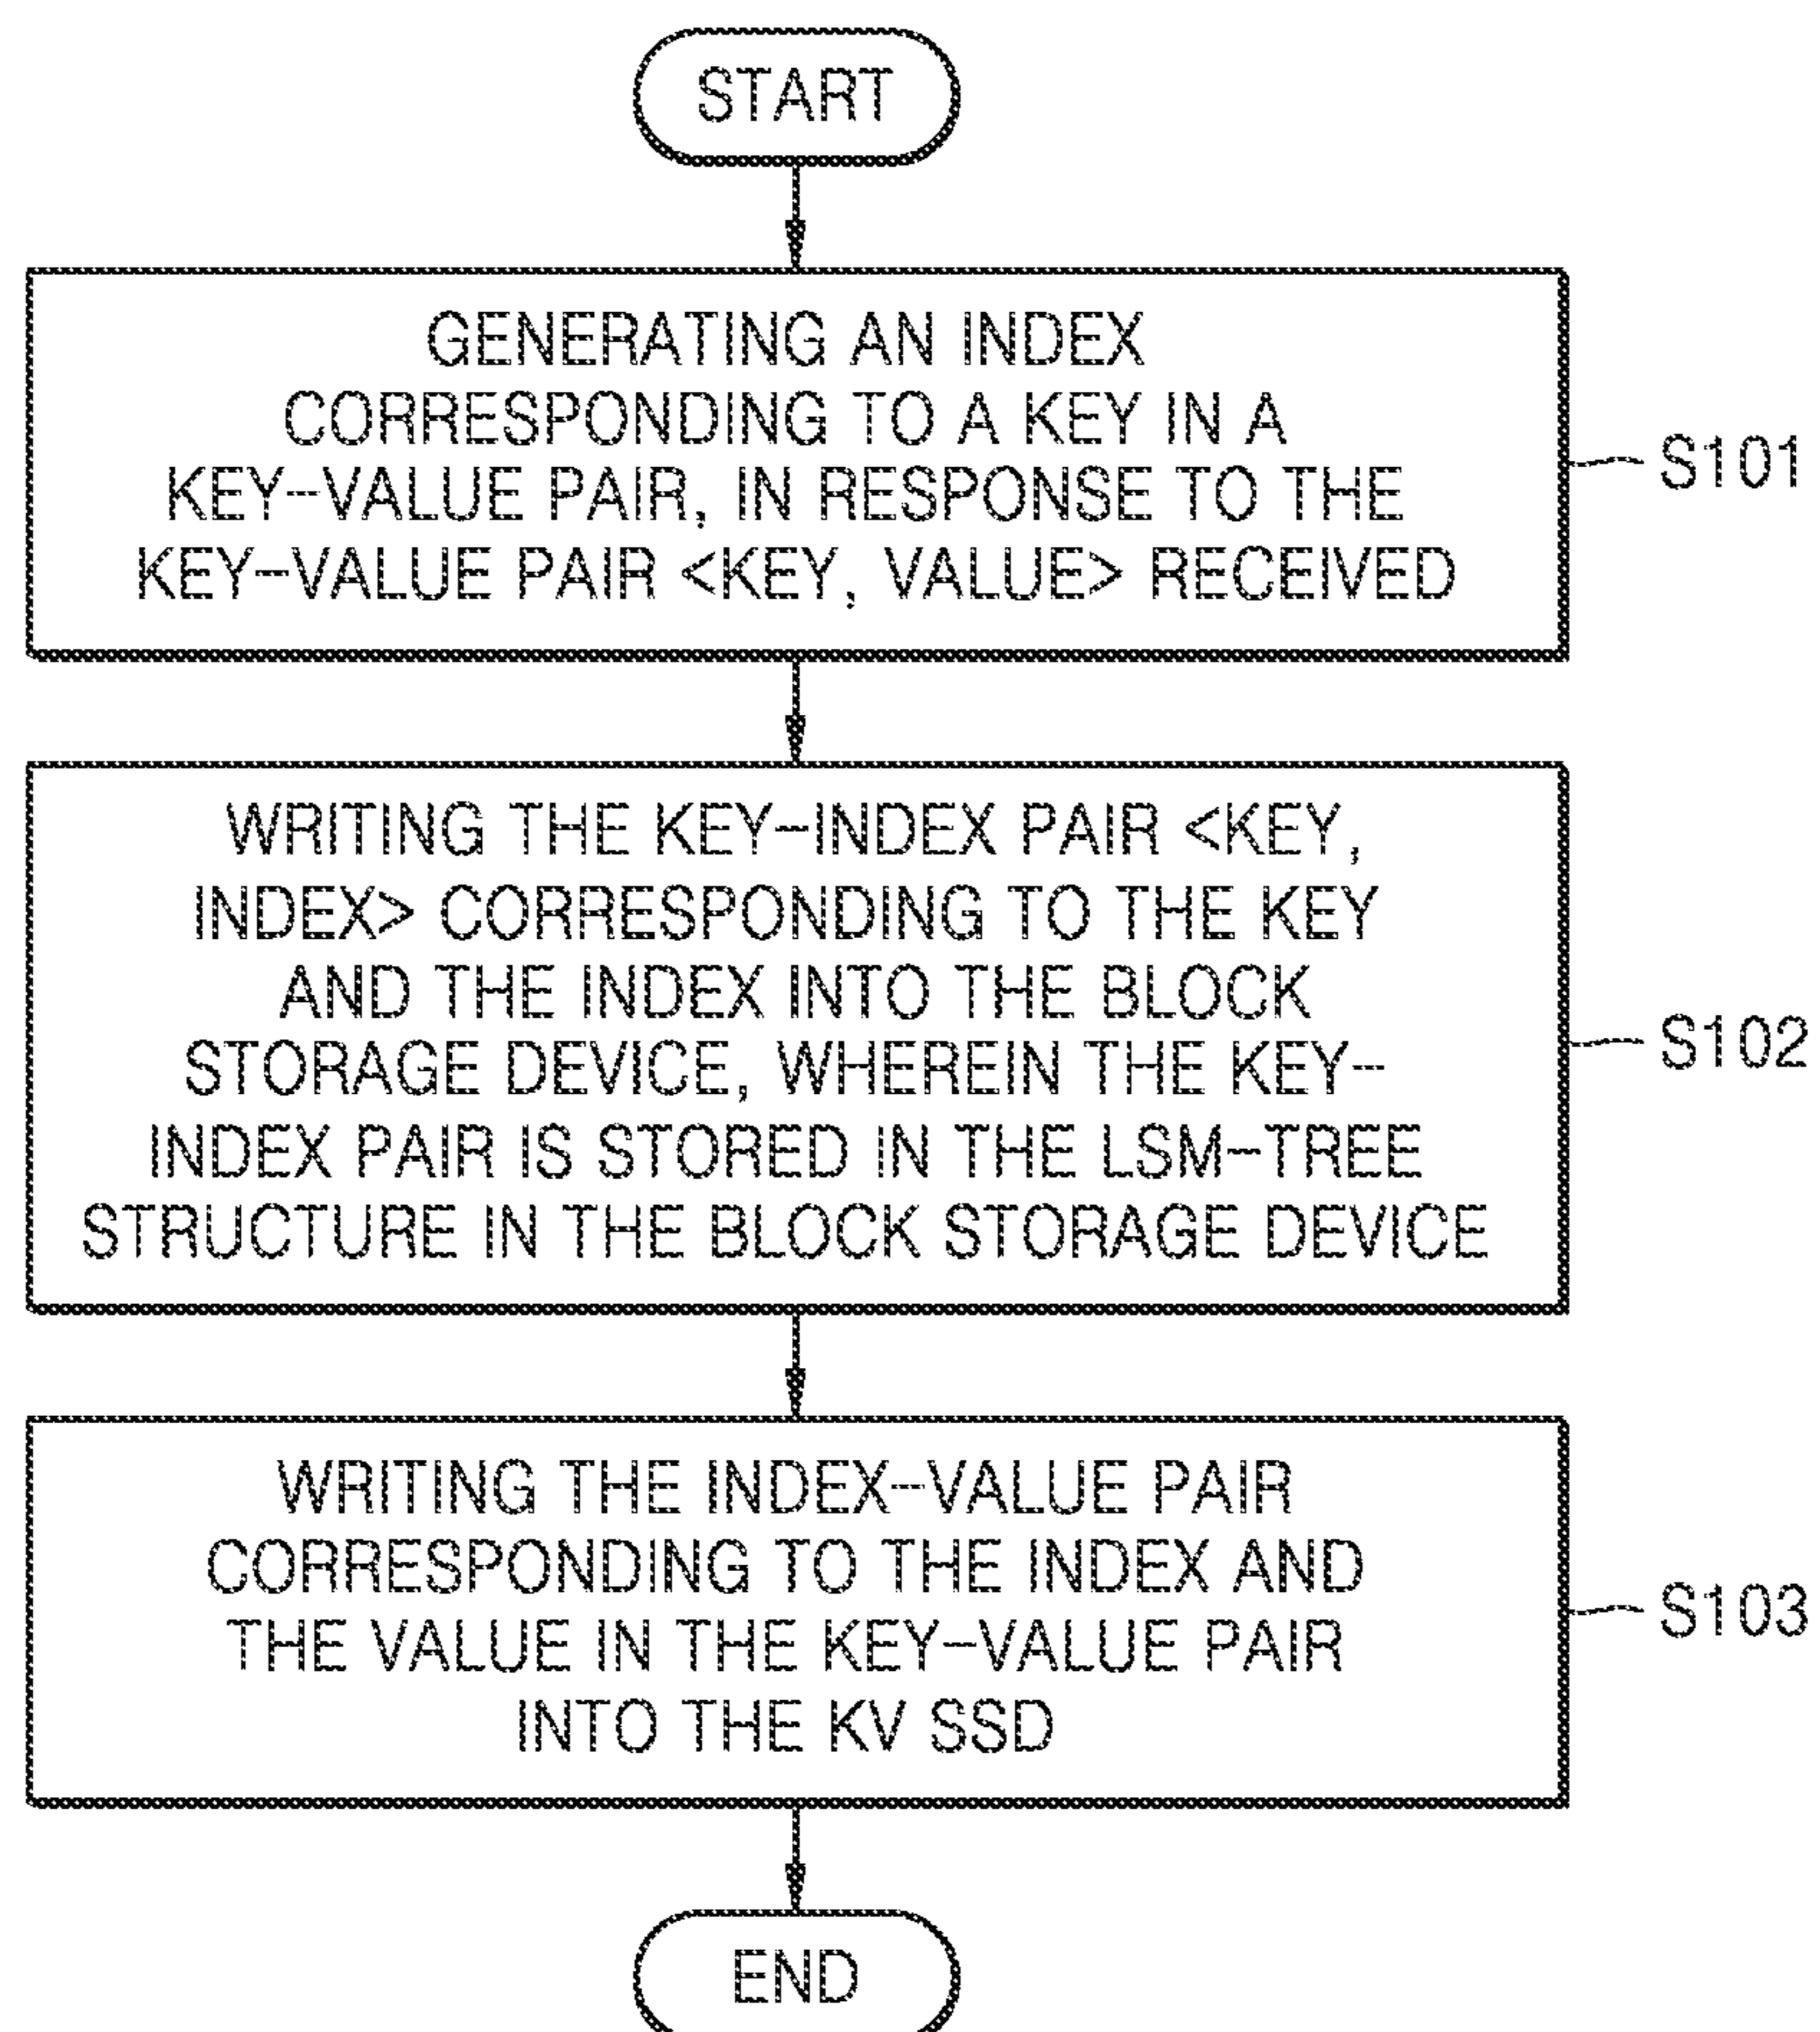 START
GENERATING AN INDEX
CORRESPONDING TO A KEY IN A
KEY-VALUE PAIR, IN RESPONSE TO THE
KEY-VALUE PAIR <KEY, VALUE> RECEIVED
S101
WRITING THE KEY-INDEX PAIR <KEY,
INDEX> CORRESPONDING TO THE KEY
AND THE INDEX INTO THE BLOCK
STORAGE DEVICE, WHEREIN THE KEY-
INDEX PAIR IS STORED IN THE LSM-TREE
STRUCTURE IN THE BLOCK STORAGE DEVICE
S102
WRITING THE INDEX-VALUE PAIR
CORRESPONDING TO THE INDEX AND
THE VALUE IN THE KEY-VALUE PAIR
INTO THE KV SSD
S103
END